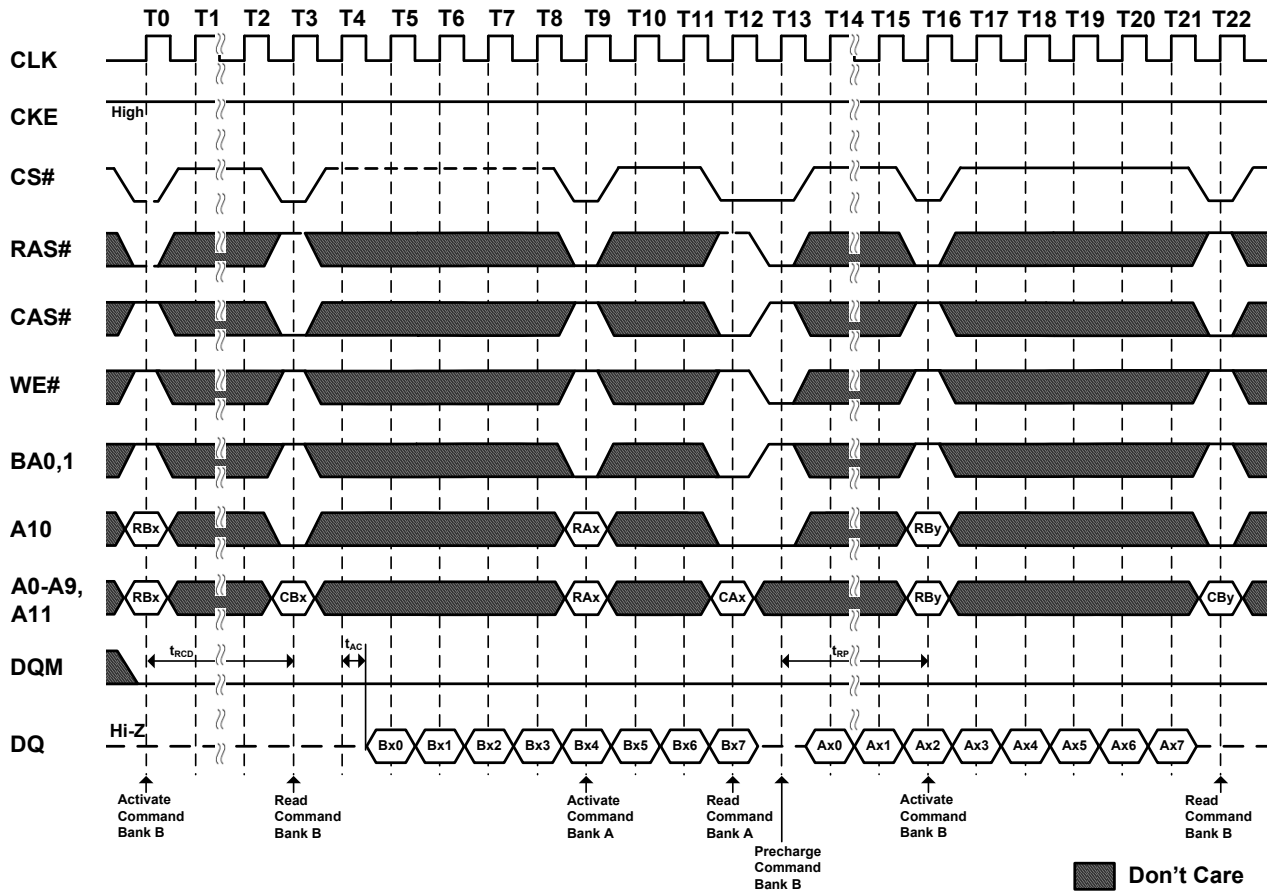 T0 T1 T2 T3 T4 T5 T6 T7 T8 T9 T10 T11 T12 T13 T14 T15 T16 T17 T18 T19 T20 T21 T22
CLK
CKE High
CS#
RAS#
CAS#
WE#
BA0,1
A10 RBx RAx RBy
A0-A9,
A11
RBx CBx RAx CAx RBy CBy
tRCD tAC tRP
DQM
Hi-Z
DQ Bx0 Bx1 Bx2 Bx3 Bx4 Bx5 Bx6 Bx7 Ax0 Ax1 Ax2 Ax3 Ax4 Ax5 Ax6 Ax7
Activate
Command
Bank B
Read
Command
Bank B
Activate
Command
Bank A
Read
Command
Bank A
Precharge
Command
Bank B
Activate
Command
Bank B
Read
Command
Bank B
Don't Care